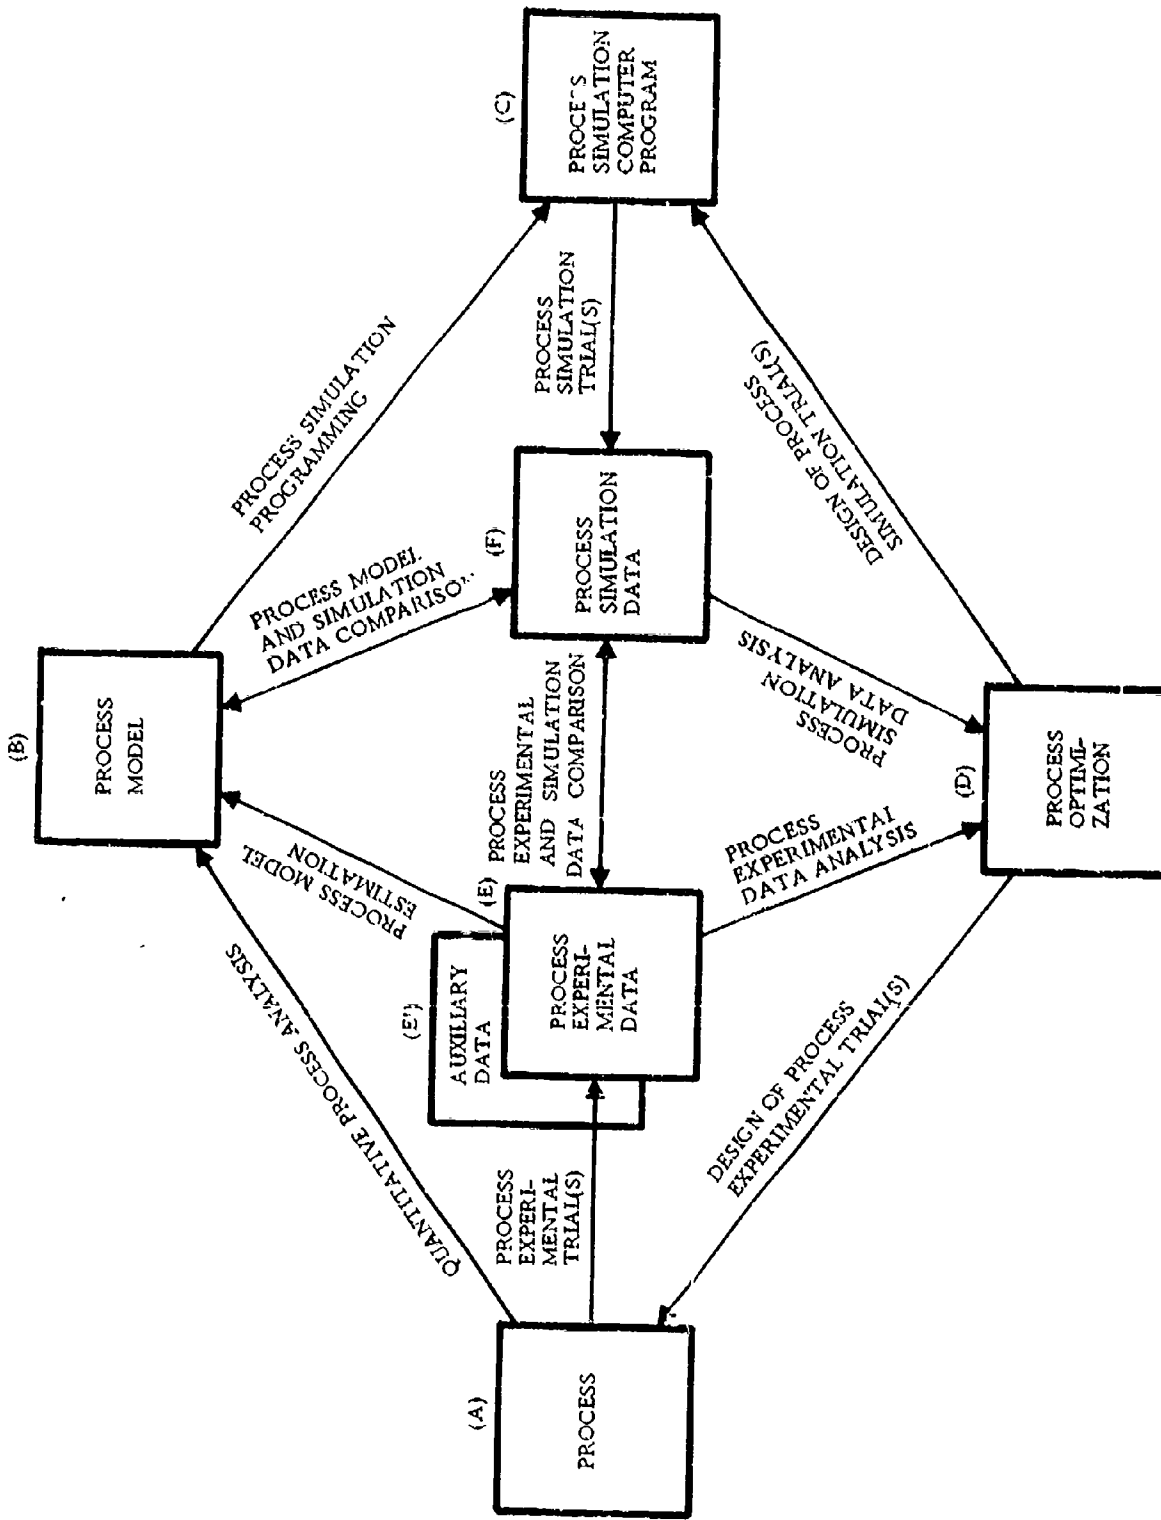 (B)
PROCESS
MODEL
QUANTITATIVE PROCESS ANALYSIS
PROCESS MODEL
ESTIMATION
PROCESS MODEL
AND SIMULATION
DATA COMPARISON
PROCESS SIMULATION
PROGRAMMING
(A)
PROCESS
PROCESS
EXPERI-
MENTAL
TRIAL(S)
(E')
AUXILIARY
DATA
(E)
PROCESS
EXPERI-
MENTAL
DATA
PROCESS
EXPERIMENTAL
AND SIMULATION
DATA COMPARISON
(F)
PROCESS
SIMULATION
DATA
PROCESS
SIMULATION
TRIAL(S)
(C)
PROCESS
SIMULATION
COMPUTER
PROGRAM
DESIGN OF PROCESS
EXPERIMENTAL TRIAL(S)
PROCESS
EXPERIMENTAL
DATA ANALYSIS
PROCESS
SIMULATION
DATA ANALYSIS
DESIGN OF PROCESS
SIMULATION TRIAL(S)
(D)
PROCESS
OPTIMI-
ZATION